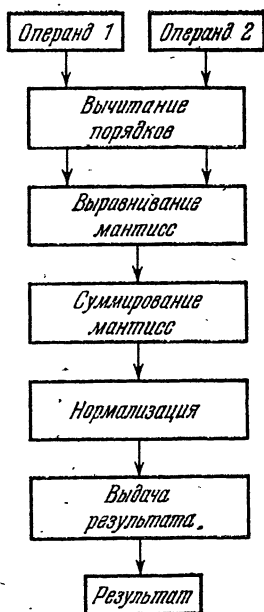 Операнд 1 Операнд 2
Вычитание
порядков
Выравнивание
мантисс
Суммирование
мантисс
Нормализация
Выдача
результата.
Результат